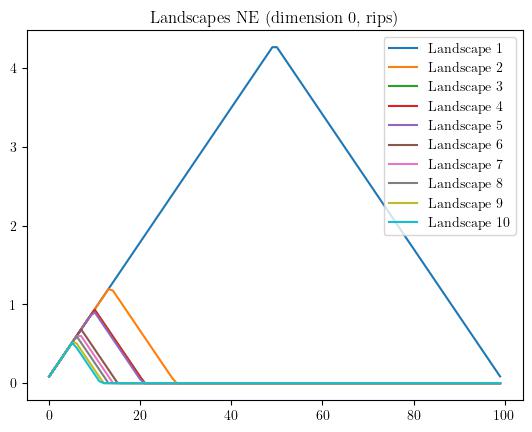 Landscapes NE (dimension 0, rips)
Landscape 1
Landscape 2
Landscape 3
Landscape 4
Landscape 5
Landscape 6
Landscape 7
Landscape 8
Landscape 9
Landscape 10
4
3
2
1
0
0 20 40 60 80 100